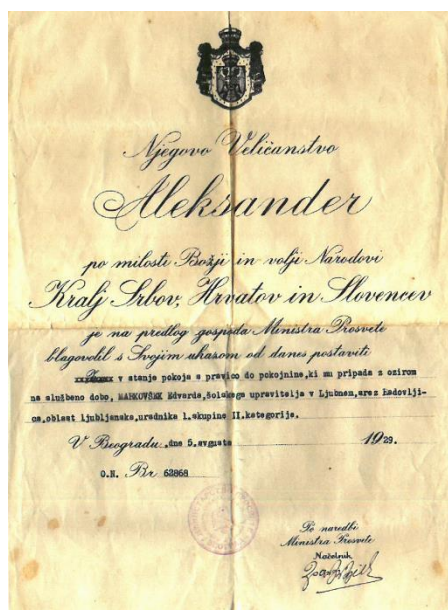 Njegovo Veličanstvo
Aleksander
po milosti Božji in volji Narodovi
Kralj Srbov, Hrvatov in Slovencev
je na predlog gospoda Ministra Prosvete
blagovolil s Svojim ukazom od danes postaviti
v stanje pokoja s pravico do pokojnine, ki mu pripada z ozirom
na službeno dobo, MARKOVŠEK Edvarda, šolskega upravitelja v Ljubnem, srez Radovlji-
ca, oblast ljubljanska, uradnika 1. skupine II. kategorije.
V Beogradu, dne 5. avgusta 1929.
O.N. Br 63868
Po naredbi
Ministra Prosvete
Načelnik